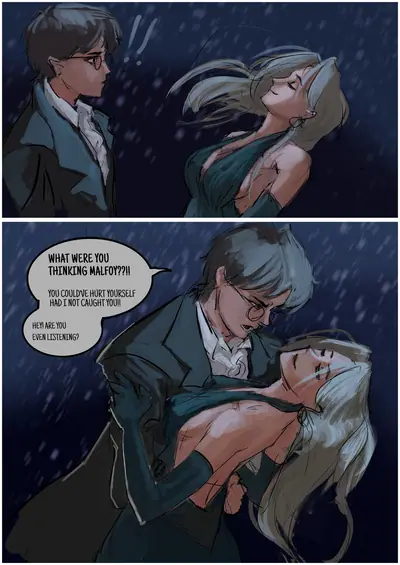 !!
WHAT WERE YOU
THINKING MALFOY??!!
YOU COULD'VE HURT YOURSELF
HAD I NOT CAUGHT YOU!!
HEY! ARE YOU
EVEN LISTENING?